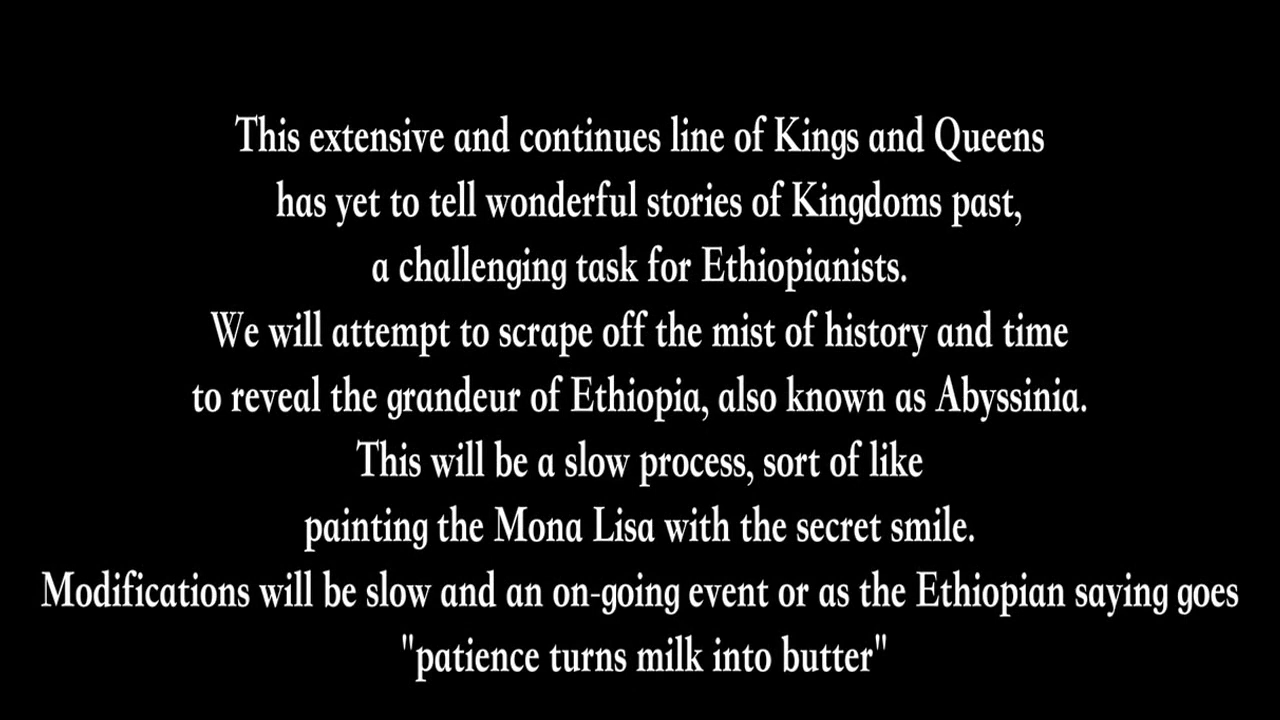 This extensive and continues line of Kings and Queens
has yet to tell wonderful stories of Kingdoms past,
a challenging task for Ethiopianists.
We will attempt to scrape off the mist of history and time
to reveal the grandeur of Ethiopia, also known as Abyssinia.
This will be a slow process, sort of like
painting the Mona Lisa with the secret smile.
Modifications will be slow and an on-going event or as the Ethiopian saying goes
"patience turns milk into butter"